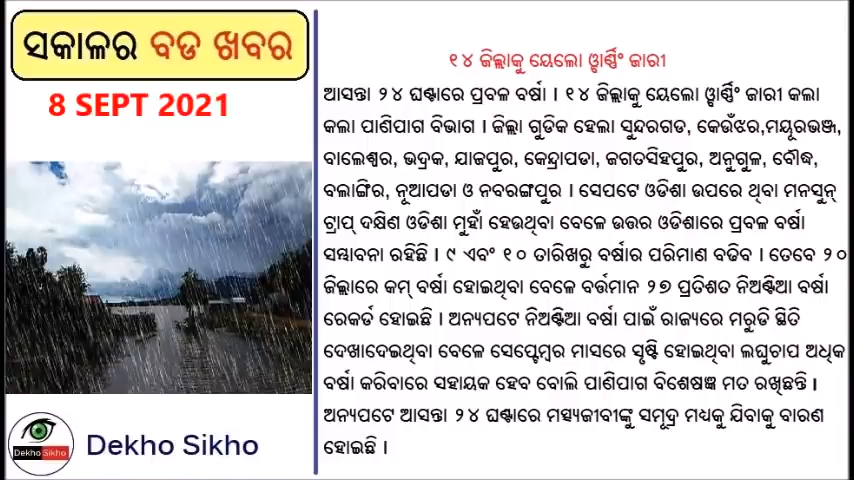 ସକାଳର ବଡ ଖବର
8 SEPT 2021
୧୪ ଜିଲ୍ଲାକୁ ୟେଲୋ ୱାର୍ଣ୍ଣିଂ ଜାରୀ
ଆସନ୍ତା ୨୪ ଘଣ୍ଟାରେ ପ୍ରବଳ ବର୍ଷା । ୧୪ ଜିଲ୍ଲାକୁ ୟେଲୋ ୱାର୍ଣ୍ଣିଂ ଜାରୀ କଲା
କଲା ପାଣିପାଗ ବିଭାଗ । ଜିଲ୍ଲା ଗୁଡିକ ହେଲା ସୁନ୍ଦରଗଡ, କେଉଁଝର,ମୟୂରଭଞ୍ଜ,
ବାଲେଶ୍ୱର, ଭଦ୍ରକ, ଯାଜପୁର, କେନ୍ଦ୍ରାପଡା, ଜଗତସିହପୁର, ଅନୁଗୁଳ, ବୌଦ୍ଧ,
ବଲାଙ୍ଗିର, ନୂଆପଡା ଓ ନବରଙ୍ଗପୁର । ସେପଟେ ଓଡିଶା ଉପରେ ଥିବା ମନସୁନ୍
ଟ୍ରାପ୍ ଦକ୍ଷିଣ ଓଡିଶା ମୁହାଁ ହେଉଥିବା ବେଳେ ଉତ୍ତର ଓଡିଶାରେ ପ୍ରବଳ ବର୍ଷା
ସମ୍ଭାବନା ରହିଛି । ୯ ଏବଂ ୧୦ ତାରିଖରୁ ବର୍ଷାର ପରିମାଣ ବଢିବ । ତେବେ ୨୦
ଜିଲ୍ଲାରେ କମ୍ ବର୍ଷା ହୋଇଥିବା ବେଳେ ବର୍ତ୍ତମାନ ୨୭ ପ୍ରତିଶତ ନିଅଣ୍ଟିଆ ବର୍ଷା
ରେକର୍ଡ ହୋଇଛି । ଅନ୍ୟପଟେ ନିଅଣ୍ଟିଆ ବର୍ଷା ପାଇଁ ରାଜ୍ୟରେ ମରୁଡି ସ୍ଥିତି
ଦେଖାଦେଇଥିବା ବେଳେ ସେପ୍ଟେମ୍ବର ମାସରେ ସୃଷ୍ଟି ହୋଇଥିବା ଲଘୁଚାପ ଅଧିକ
ବର୍ଷା କରିବାରେ ସହାୟକ ହେବ ବୋଲି ପାଣିପାଗ ବିଶେଷଜ୍ଞ ମତ ରଖିଛନ୍ତି ।
ଅନ୍ୟପଟେ ଆସନ୍ତା ୨୪ ଘଣ୍ଟାରେ ମତ୍ସ୍ୟଜୀବୀଙ୍କୁ ସମୁଦ୍ର ମଧ୍ୟକୁ ଯିବାକୁ ବାରଣ
ହୋଇଛି ।
Dekho Sikho
Dekho Sikho